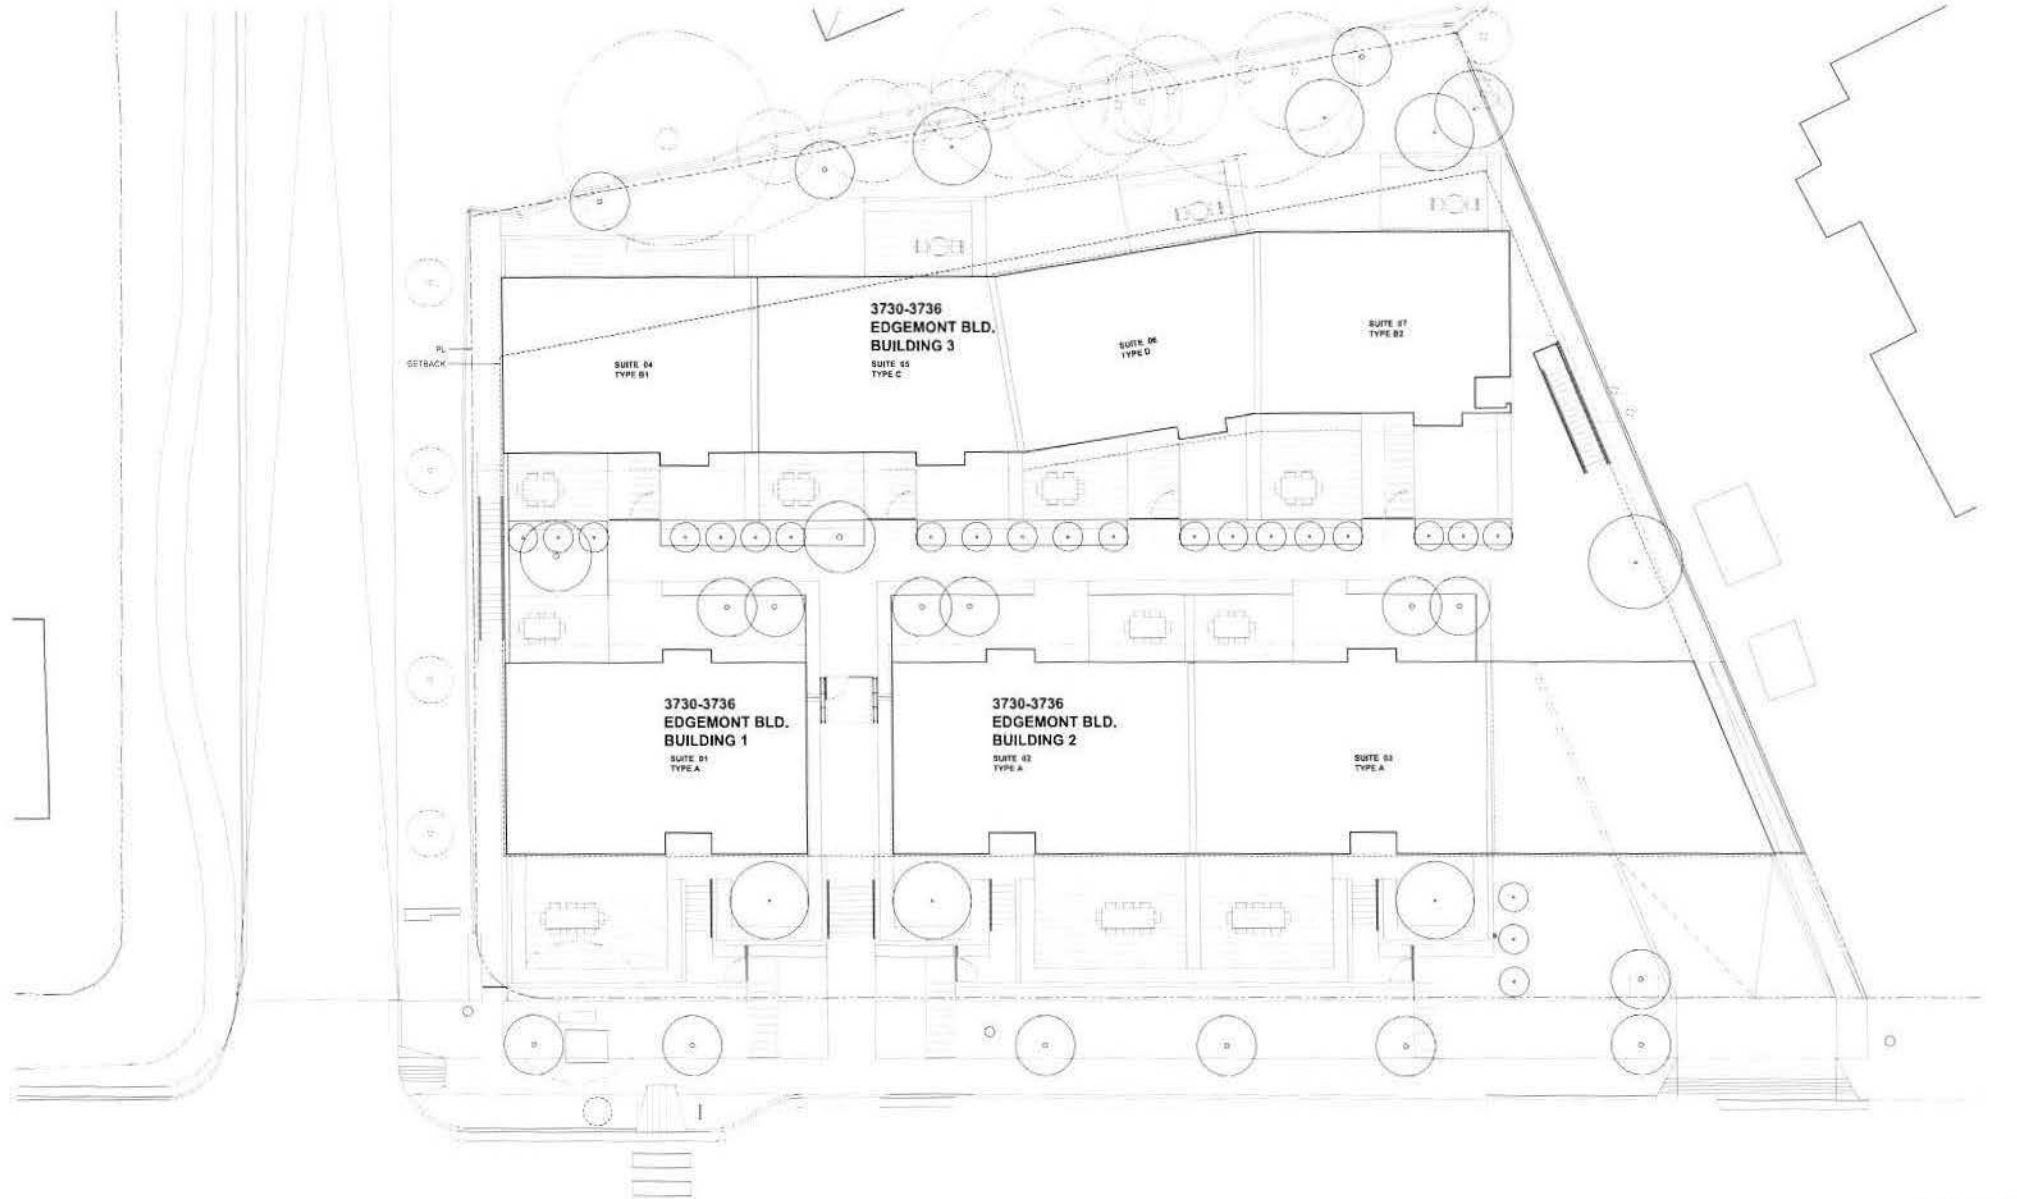 3730-3736
EDGEMONT BLD.
BUILDING 3
SUITE 05
TYPE C
SUITE 04
TYPE B1
SUITE 06
TYPE D
SUITE 07
TYPE B2
PL
SETBACK
3730-3736
EDGEMONT BLD.
BUILDING 1
SUITE 01
TYPE A
3730-3736
EDGEMONT BLD.
BUILDING 2
SUITE 02
TYPE A
SUITE 03
TYPE A